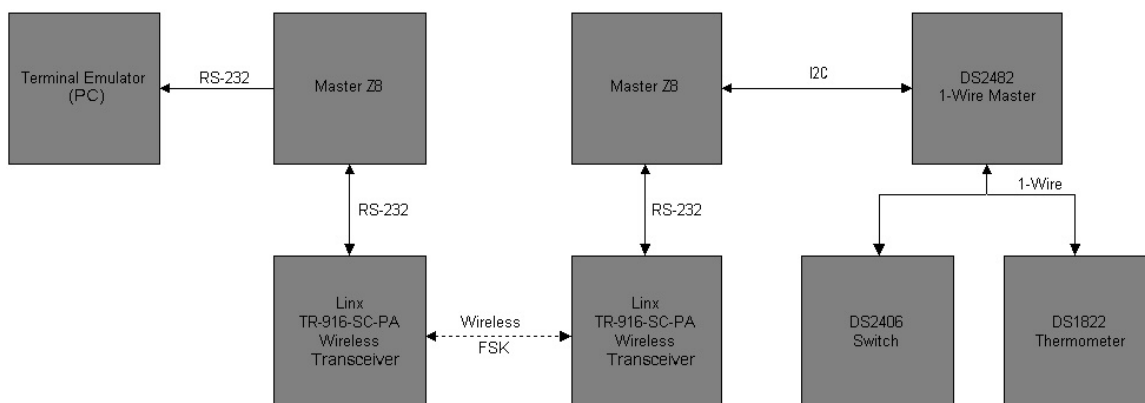 Terminal Emulator
(PC)
RS-232
Master Z8
Master Z8
I2C
DS2482
1-Wire Master
RS-232
RS-232
1-Wire
Linx
TR-916-SC-PA
Wireless
Transceiver
Wireless
FSK
Linx
TR-916-SC-PA
Wireless
Transceiver
DS2406
Switch
DS1822
Thermometer